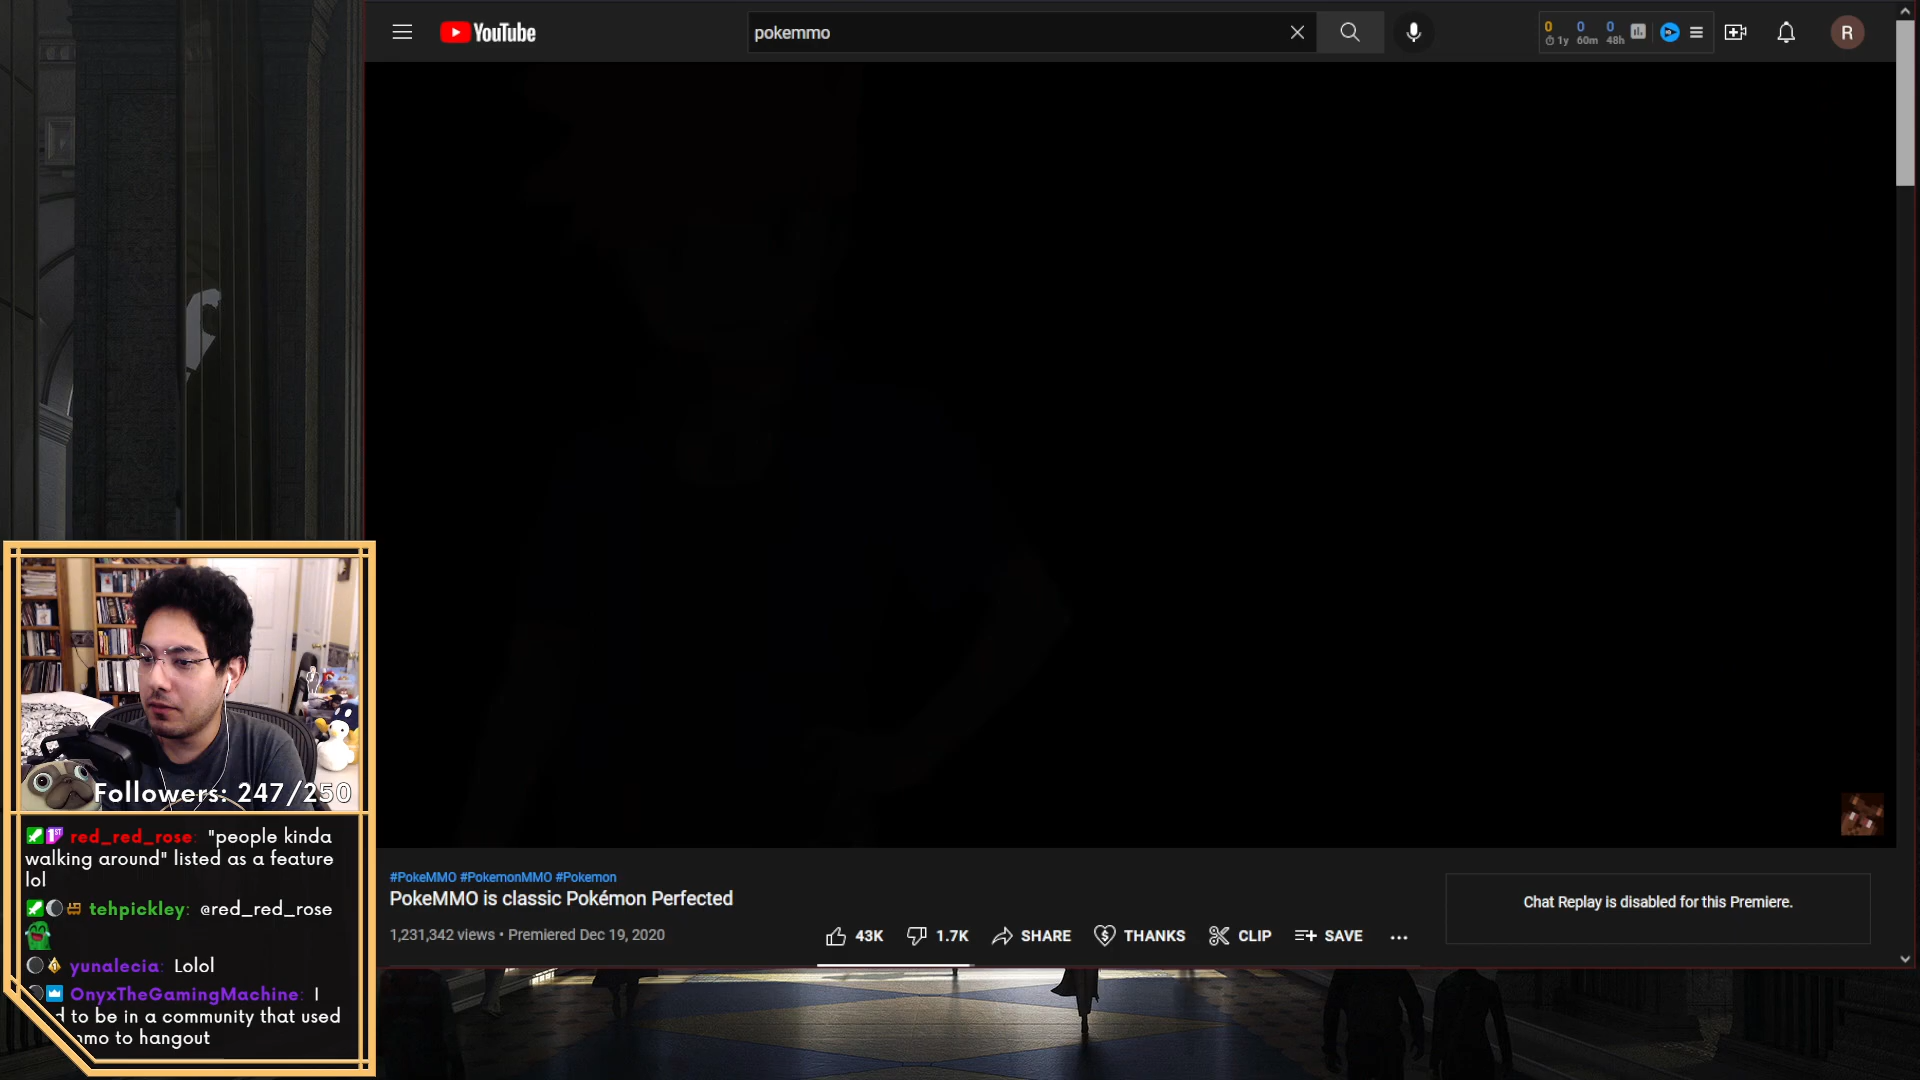 YouTube
pokemmo
0 0 0
1y 60m 48h
R
#PokeMMO #PokemonMMO #Pokemon
PokeMMO is classic Pokémon Perfected
1,231,342 views • Premiered Dec 19, 2020
43K 1.7K SHARE THANKS CLIP SAVE ...
Chat Replay is disabled for this Premiere.
Followers: 247/250
1ST red_red_rose: "people kinda
walking around" listed as a feature
lol
tehpickley: @red_red_rose
yunalecia: Lolol
OnyxTheGamingMachine: I
d to be in a community that used
mo to hangout